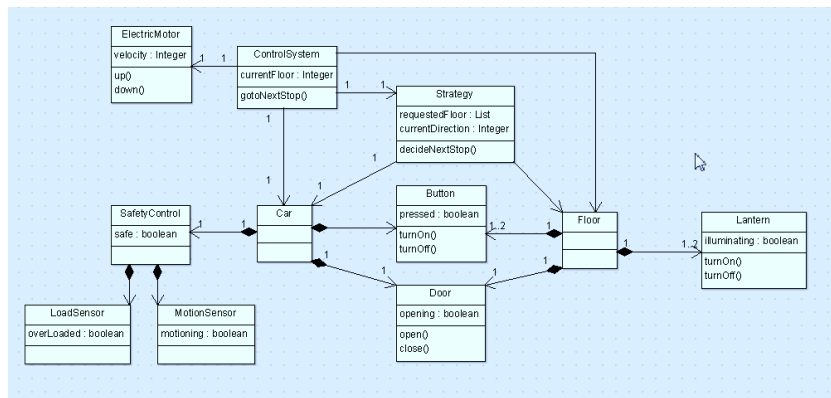 ElectricMotor
velocity : Integer
up()
down()
1
1
ControlSystem
currentFloor : Integer
gotoNextStop()
1
1
Strategy
requestedFloor : List
currentDirection : Integer
decideNextStop()
1
1
1
1
SafetyControl
safe : boolean
1
1
Car
Button
pressed : boolean
turnOn()
turnOff()
1..2
1
Floor
1
1..2
Lantern
illuminating : boolean
turnOn()
turnOff()
1
1
1
1
Door
opening : boolean
open()
close()
LoadSensor
overLoaded : boolean
MotionSensor
motioning : boolean